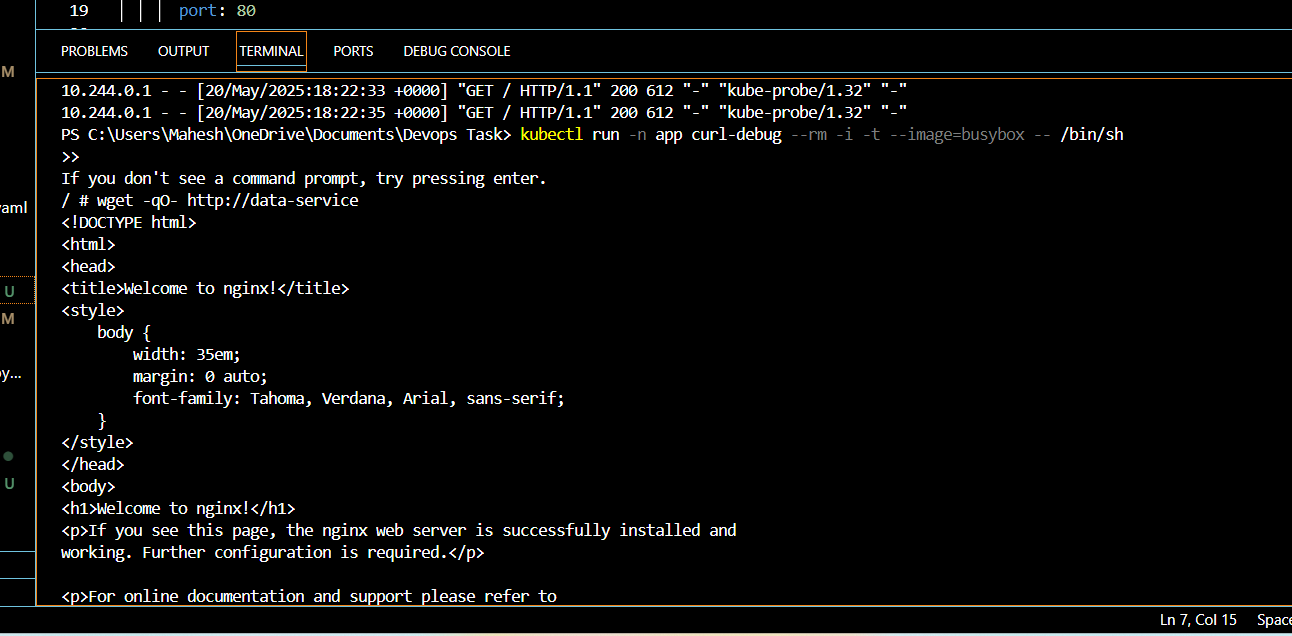 19 port: 80
PROBLEMS OUTPUT TERMINAL PORTS DEBUG CONSOLE
M
10.244.0.1 - - [20/May/2025:18:22:33 +0000] "GET / HTTP/1.1" 200 612 "-" "kube-probe/1.32" "-"
10.244.0.1 - - [20/May/2025:18:22:35 +0000] "GET / HTTP/1.1" 200 612 "-" "kube-probe/1.32" "-"
PS C:\Users\Mahesh\OneDrive\Documents\Devops Task> kubectl run -n app curl-debug --rm -i -t --image=busybox -- /bin/sh
>>
If you don't see a command prompt, try pressing enter.
/ # wget -qO- http://data-service
yaml
<!DOCTYPE html>
<html>
<head>
<title>Welcome to nginx!</title>
U
<style>
M
    body {
        width: 35em;
        margin: 0 auto;
        font-family: Tahoma, Verdana, Arial, sans-serif;
    }
</style>
</head>
<body>
U
<h1>Welcome to nginx!</h1>
<p>If you see this page, the nginx web server is successfully installed and
working. Further configuration is required.</p>
<p>For online documentation and support please refer to
Ln 7, Col 15 Space